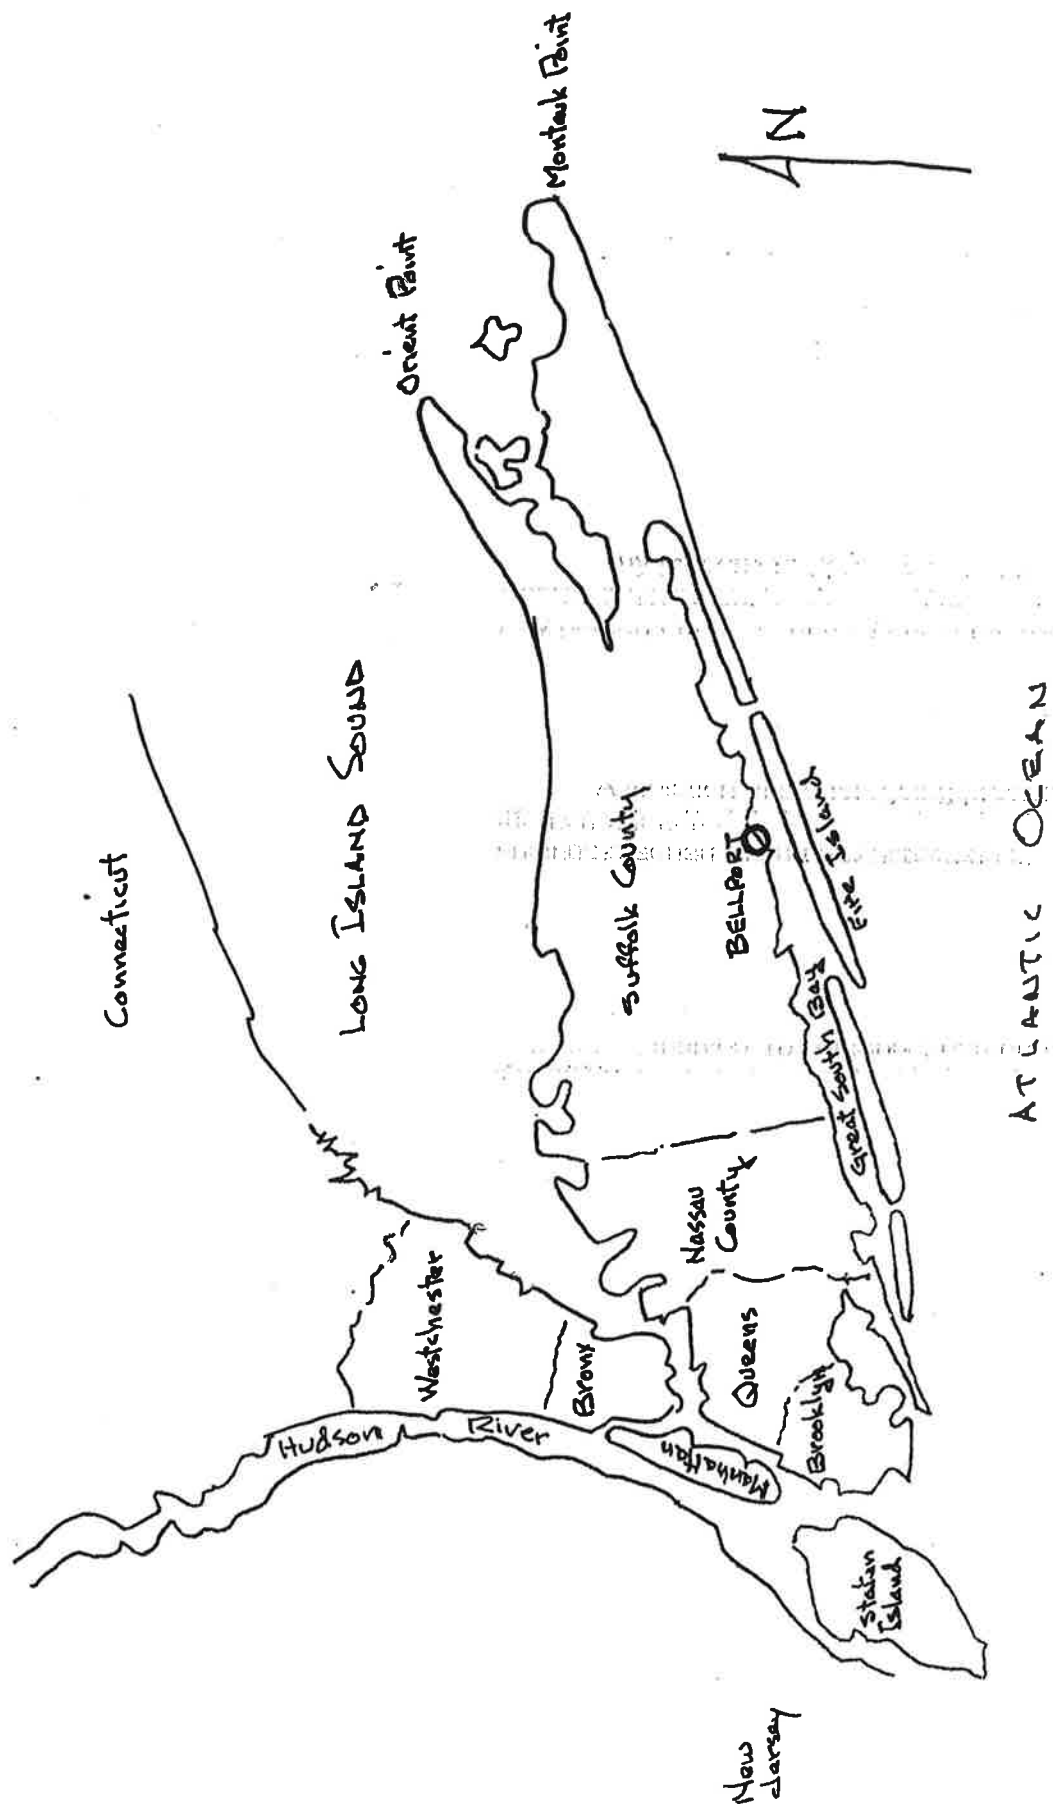 Connecticut
LONG ISLAND SOUND
Orient Point
Montauk Point
N
Hudson
River
Westchester
Bronx
Manhattan
Queens
Brooklyn
Nassau
County
Suffolk County
BELLPORT
Great South Bay
Fire Island
Staten
Island
New
Jersey
ATLANTIC OCEAN